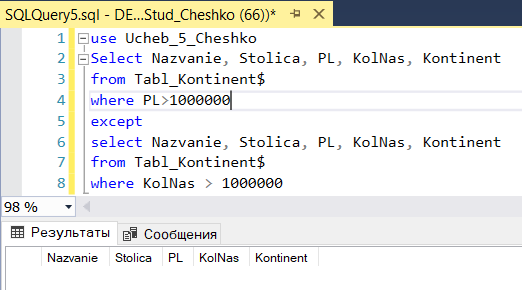 SQLQuery5.sql - DE...Stud_Cheshko (66))*
1 use Ucheb_5_Cheshko
2 Select Nazvanie, Stolica, PL, KolNas, Kontinent
3 from Tabl_Kontinent$
4 where PL>1000000
5 except
6 select Nazvanie, Stolica, PL, KolNas, Kontinent
7 from Tabl_Kontinent$
8 where KolNas > 1000000
98 %
Результаты Сообщения
Nazvanie Stolica PL KolNas Kontinent